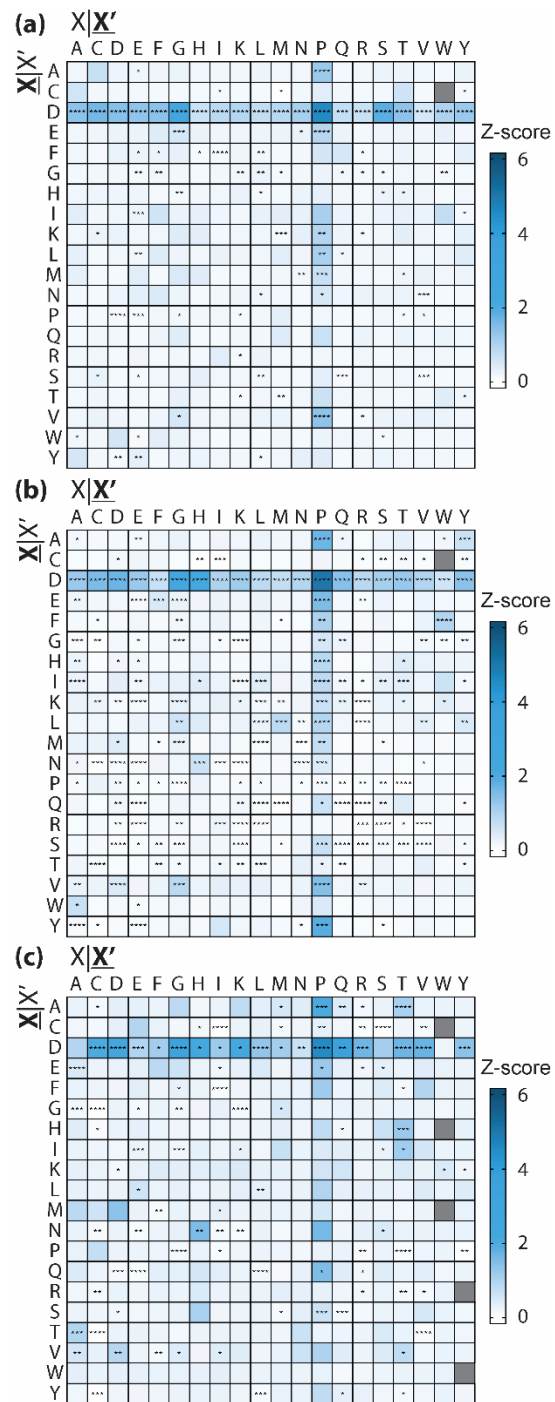 (a) X|X'
X|X'
A C D E F G H I K L M N P Q R S T V W Y
A
C
D
E
F
G
H
I
K
L
M
N
P
Q
R
S
T
V
W
Y
Z-score
6
4
2
0
(b) X|X'
X|X'
A C D E F G H I K L M N P Q R S T V W Y
A
C
D
E
F
G
H
I
K
L
M
N
P
Q
R
S
T
V
W
Y
Z-score
6
4
2
0
(c) X|X'
X|X'
A C D E F G H I K L M N P Q R S T V W Y
A
C
D
E
F
G
H
I
K
L
M
N
P
Q
R
S
T
V
W
Y
Z-score
6
4
2
0